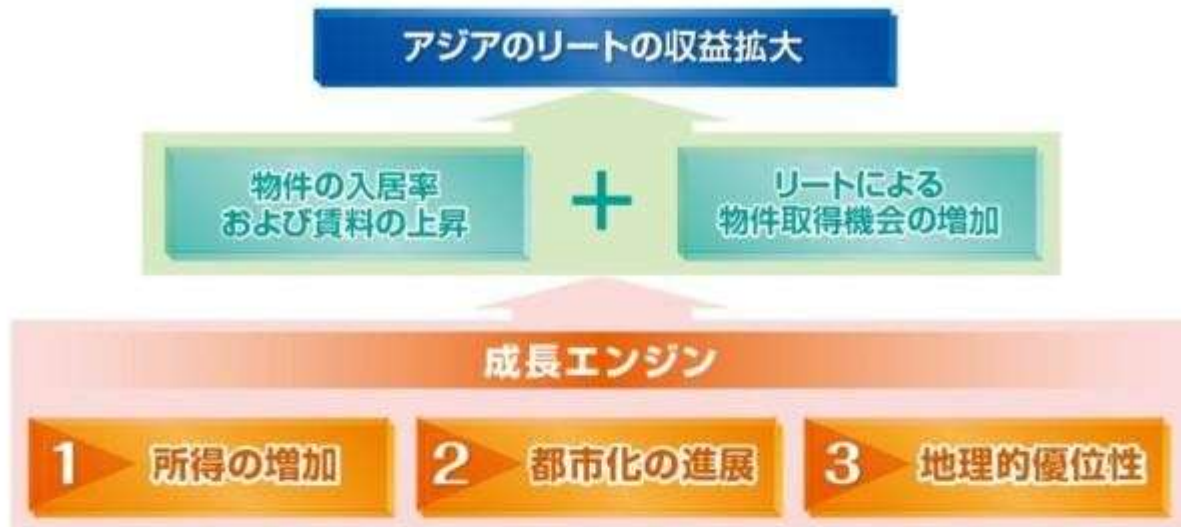 アジアのリートの収益拡大
物件の入居率
および賃料の上昇
+
リートによる
物件取得機会の増加
成長エンジン
1 所得の増加
2 都市化の進展
3 地理的優位性